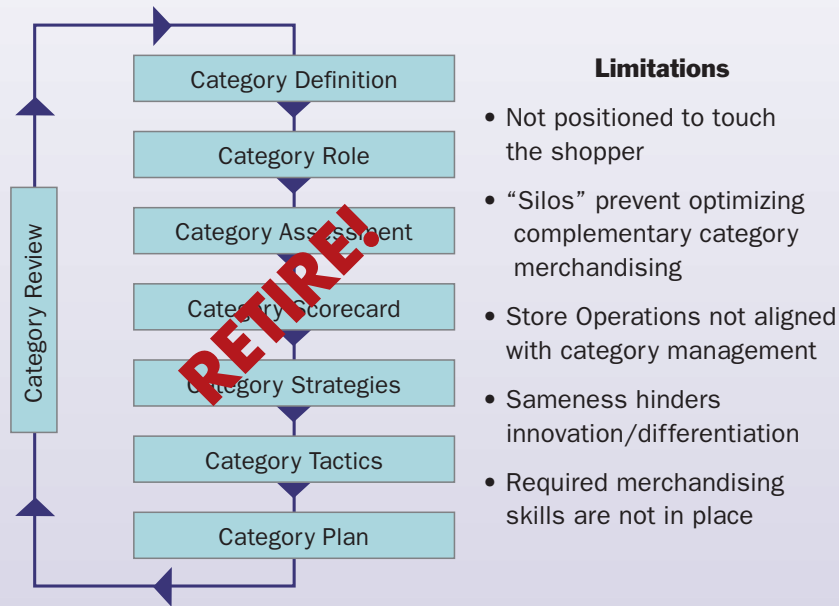 Category Definition
Category Role
Category Assessment
Category Scorecard
Category Strategies
Category Tactics
Category Plan
Category Review
RETIRE!
Limitations
• Not positioned to touch
the shopper
• “Silos” prevent optimizing
complementary category
merchandising
• Store Operations not aligned
with category management
• Sameness hinders
innovation/differentiation
• Required merchandising
skills are not in place